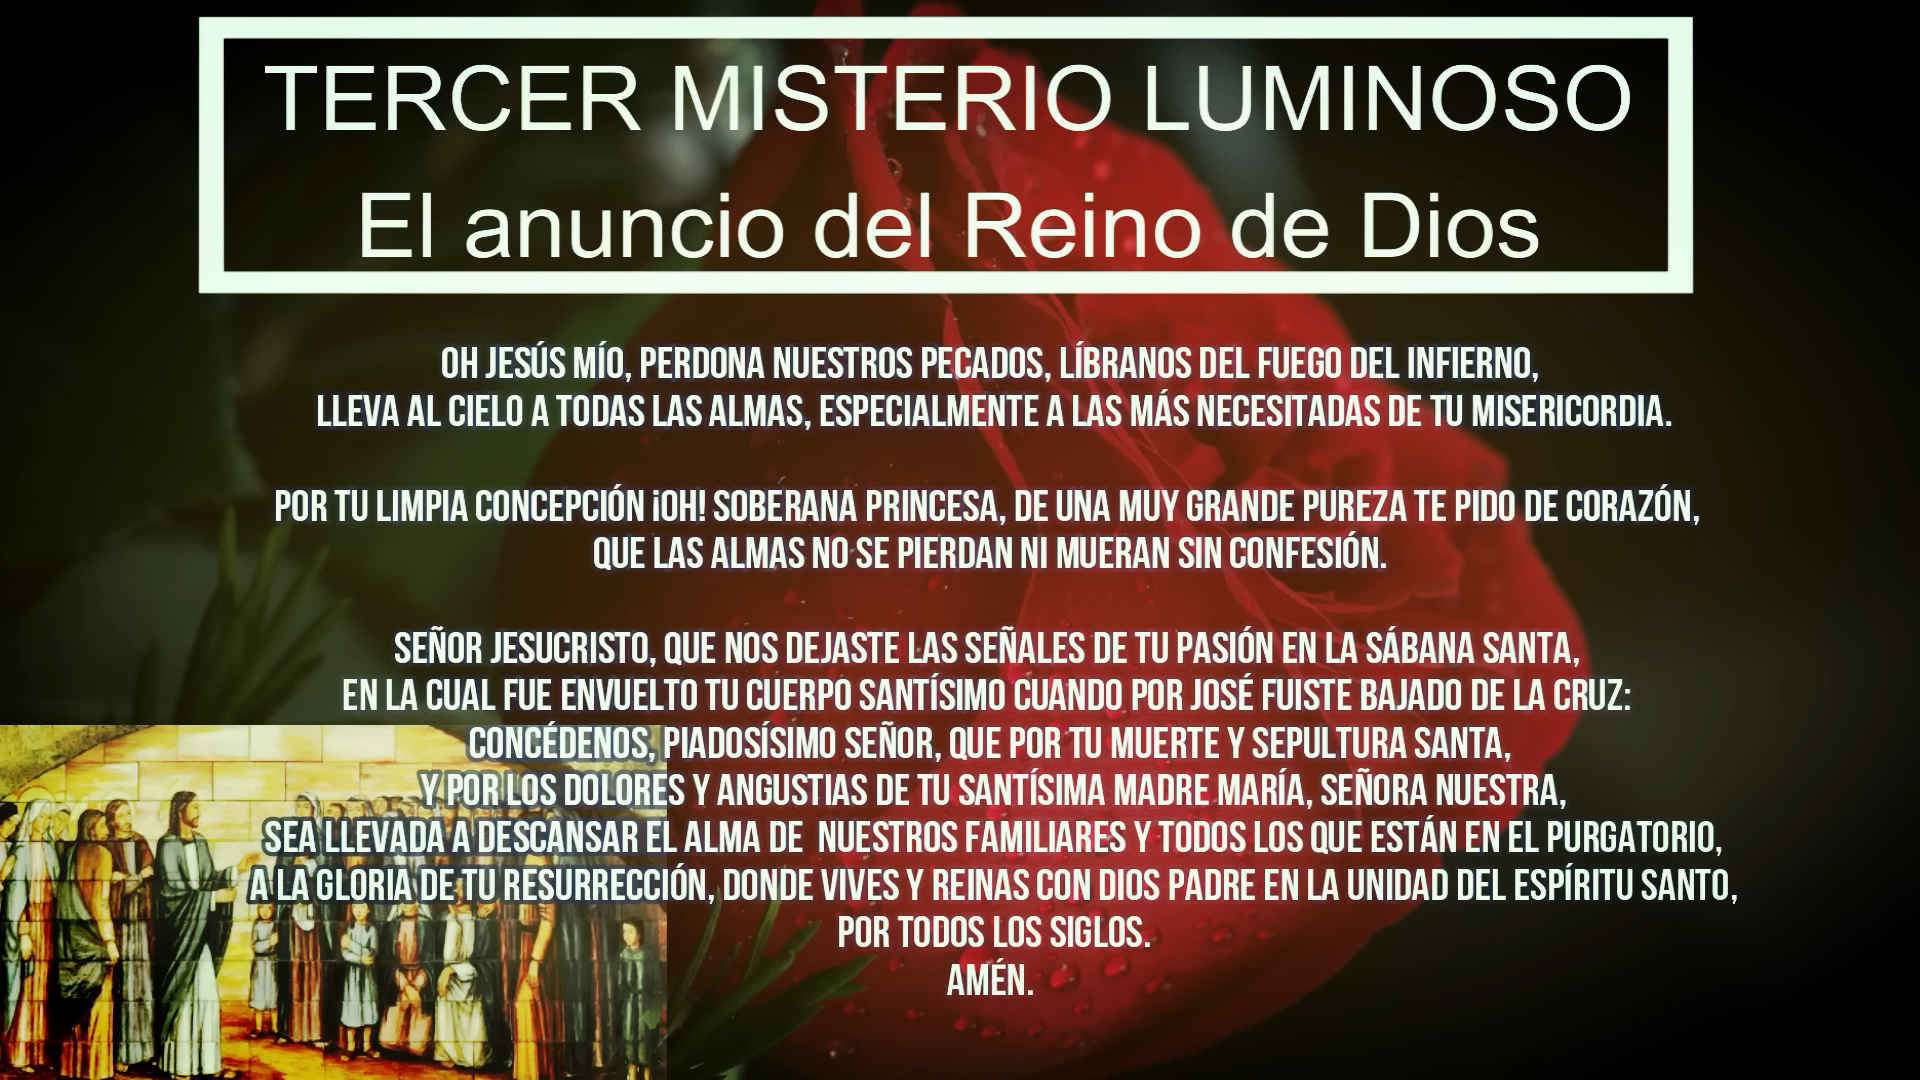 TERCER MISTERIO LUMINOSO
El anuncio del Reino de Dios
OH JESÚS MÍO, PERDONA NUESTROS PECADOS, LÍBRANOS DEL FUEGO DEL INFIERNO,
LLEVA AL CIELO A TODAS LAS ALMAS, ESPECIALMENTE A LAS MÁS NECESITADAS DE TU MISERICORDIA.
POR TU LIMPIA CONCEPCIÓN ¡OH! SOBERANA PRINCESA, DE UNA MUY GRANDE PUREZA TE PIDO DE CORAZÓN,
QUE LAS ALMAS NO SE PIERDAN NI MUERAN SIN CONFESIÓN.
SEÑOR JESUCRISTO, QUE NOS DEJASTE LAS SEÑALES DE TU PASIÓN EN LA SÁBANA SANTA,
EN LA CUAL FUE ENVUELTO TU CUERPO SANTÍSIMO CUANDO POR JOSÉ FUISTE BAJADO DE LA CRUZ:
CONCÉDENOS, PIADOSÍSIMO SEÑOR, QUE POR TU MUERTE Y SEPULTURA SANTA,
Y POR LOS DOLORES Y ANGUSTIAS DE TU SANTÍSIMA MADRE MARÍA, SEÑORA NUESTRA,
SEA LLEVADA A DESCANSAR EL ALMA DE  NUESTROS FAMILIARES Y TODOS LOS QUE ESTÁN EN EL PURGATORIO,
A LA GLORIA DE TU RESURRECCIÓN, DONDE VIVES Y REINAS CON DIOS PADRE EN LA UNIDAD DEL ESPÍRITU SANTO,
POR TODOS LOS SIGLOS.
AMÉN.